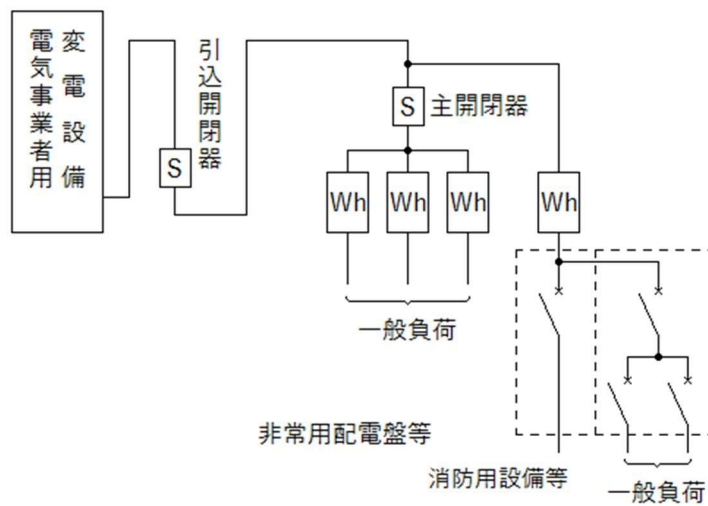 変電設備
電気事業者用
引込開閉器
S
S
主開閉器
Wh
Wh
Wh
Wh
一般負荷
非常用配電盤等
消防用設備等
一般負荷